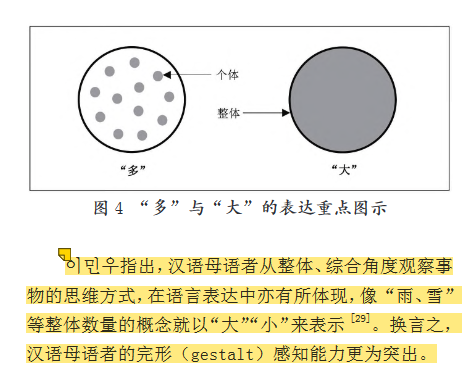 个体
整体
“多”
“大”
图 4 “多”与“大”的表达重点图示
이민우指出，汉语母语者从整体、综合角度观察事
物的思维方式，在语言表达中亦有所体现，像“雨、雪”
等整体数量的概念就以“大”“小”来表示[29]。换言之，
汉语母语者的完形（gestalt）感知能力更为突出。